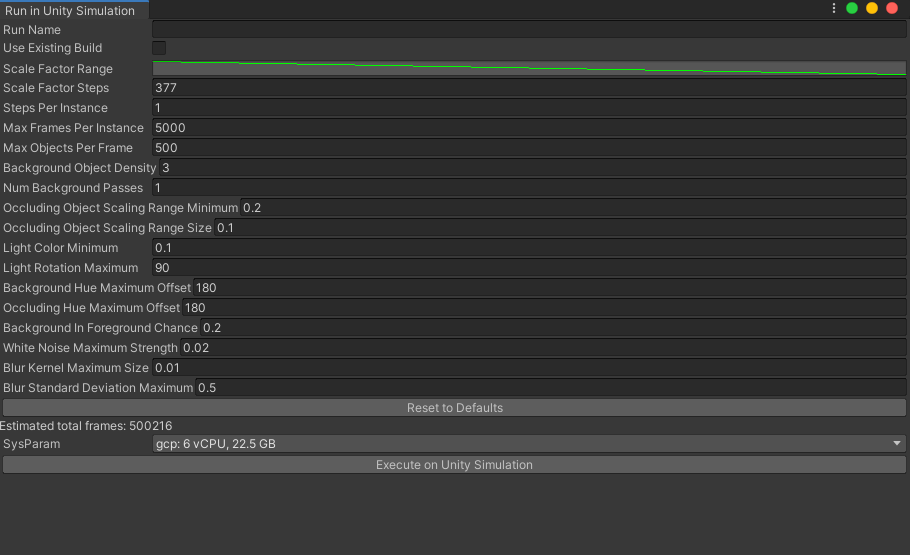 Run in Unity Simulation
Run Name
Use Existing Build
Scale Factor Range
Scale Factor Steps 377
Steps Per Instance 1
Max Frames Per Instance 5000
Max Objects Per Frame 500
Background Object Density 3
Num Background Passes 1
Occluding Object Scaling Range Minimum 0.2
Occluding Object Scaling Range Size 0.1
Light Color Minimum 0.1
Light Rotation Maximum 90
Background Hue Maximum Offset 180
Occluding Hue Maximum Offset 180
Background In Foreground Chance 0.2
White Noise Maximum Strength 0.02
Blur Kernel Maximum Size 0.01
Blur Standard Deviation Maximum 0.5
Reset to Defaults
Estimated total frames: 500216
SysParam gcp: 6 vCPU, 22.5 GB
Execute on Unity Simulation